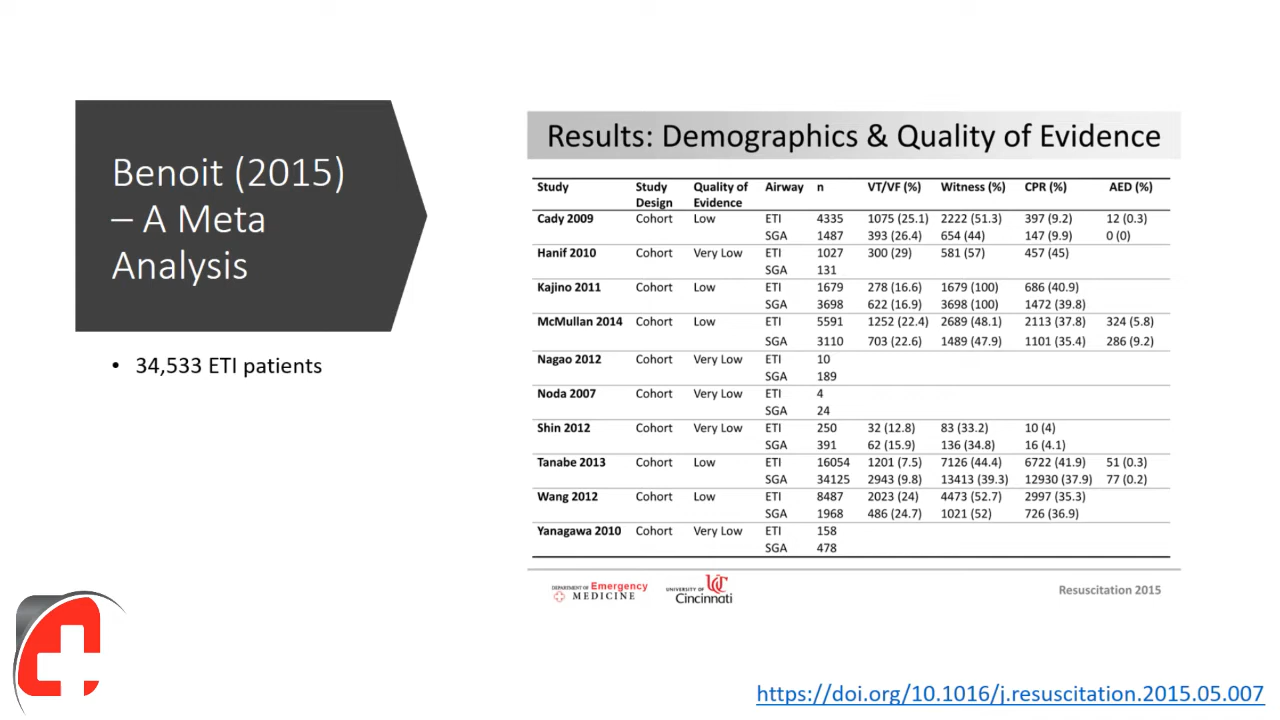 Benoit (2015)
– A Meta
Analysis
• 34,533 ETI patients
Results: Demographics & Quality of Evidence
Study Study Design Quality of Evidence Airway n VT/VF (%) Witness (%) CPR (%) AED (%)
Cady 2009 Cohort Low ETI 4335 1075 (25.1) 2222 (51.3) 397 (9.2) 12 (0.3)
SGA 1487 393 (26.4) 654 (44) 147 (9.9) 0 (0)
Hanif 2010 Cohort Very Low ETI 1027 300 (29) 581 (57) 457 (45)
SGA 131
Kajino 2011 Cohort Low ETI 1679 278 (16.6) 1679 (100) 686 (40.9)
SGA 3698 622 (16.9) 3698 (100) 1472 (39.8)
McMullan 2014 Cohort Low ETI 5591 1252 (22.4) 2689 (48.1) 2113 (37.8) 324 (5.8)
SGA 3110 703 (22.6) 1489 (47.9) 1101 (35.4) 286 (9.2)
Nagao 2012 Cohort Very Low ETI 10
SGA 189
Noda 2007 Cohort Very Low ETI 4
SGA 24
Shin 2012 Cohort Very Low ETI 250 32 (12.8) 83 (33.2) 10 (4)
SGA 391 62 (15.9) 136 (34.8) 16 (4.1)
Tanabe 2013 Cohort Low ETI 16054 1201 (7.5) 7126 (44.4) 6722 (41.9) 51 (0.3)
SGA 34125 2943 (9.8) 13413 (39.3) 12930 (37.9) 77 (0.2)
Wang 2012 Cohort Low ETI 8487 2023 (24) 4473 (52.7) 2997 (35.3)
SGA 1968 486 (24.7) 1021 (52) 726 (36.9)
Yanagawa 2010 Cohort Very Low ETI 158
SGA 478
DEPARTMENT OF Emergency
MEDICINE
UNIVERSITY OF UC
Cincinnati
Resuscitation 2015
https://doi.org/10.1016/j.resuscitation.2015.05.007